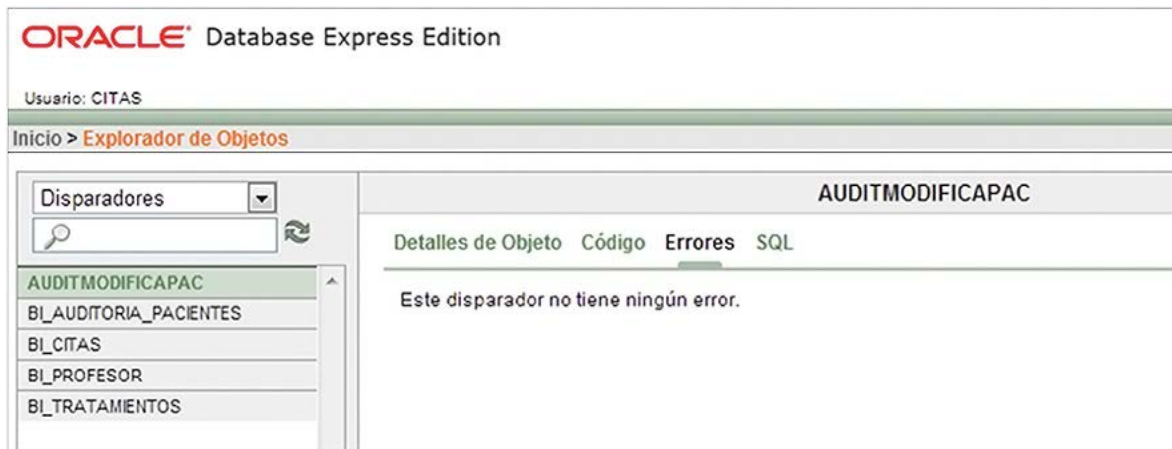 ORACLE Database Express Edition
Usuario: CITAS
Inicio > Explorador de Objetos
Disparadores
AUDITMODIFICAPAC
BI_AUDITORIA_PACIENTES
BI_CITAS
BI_PROFESOR
BI_TRATAMIENTOS
AUDITMODIFICAPAC
Detalles de Objeto Código Errores SQL
Este disparador no tiene ningún error.